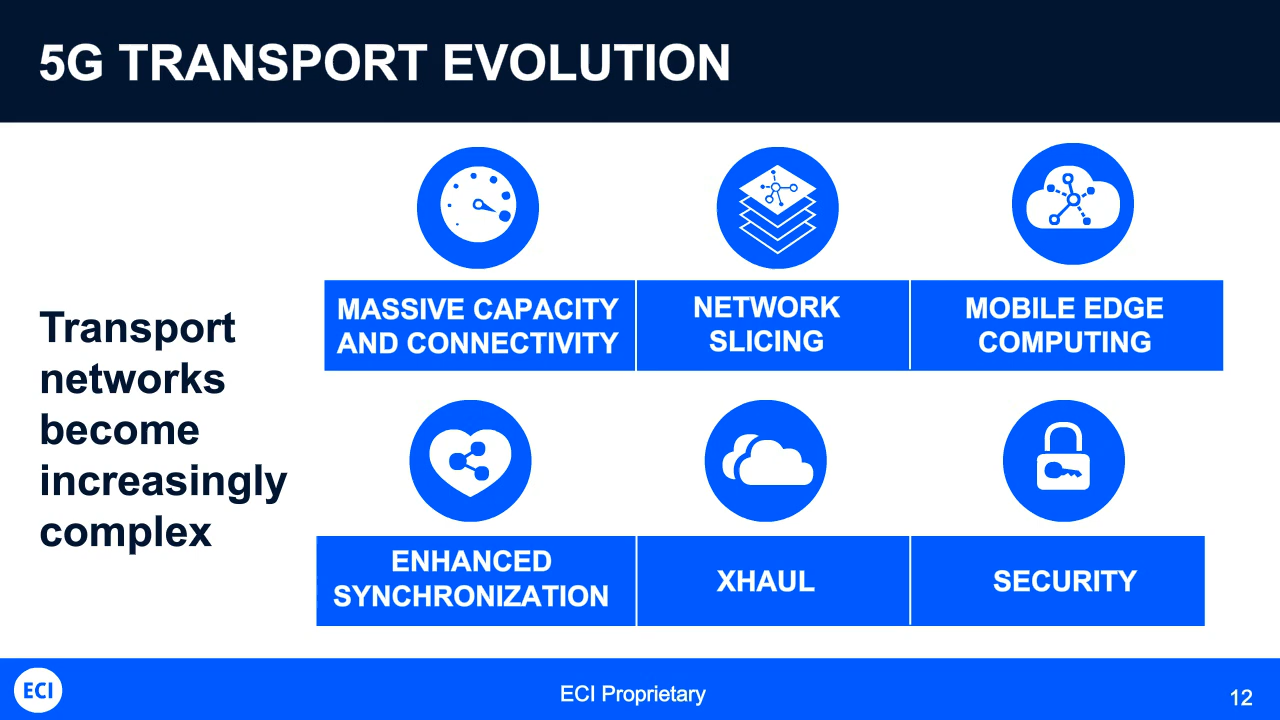 5G TRANSPORT EVOLUTION
Transport
networks
become
increasingly
complex
MASSIVE CAPACITY
AND CONNECTIVITY
NETWORK
SLICING
MOBILE EDGE
COMPUTING
ENHANCED
SYNCHRONIZATION
XHAUL
SECURITY
ECI
ECI Proprietary
12